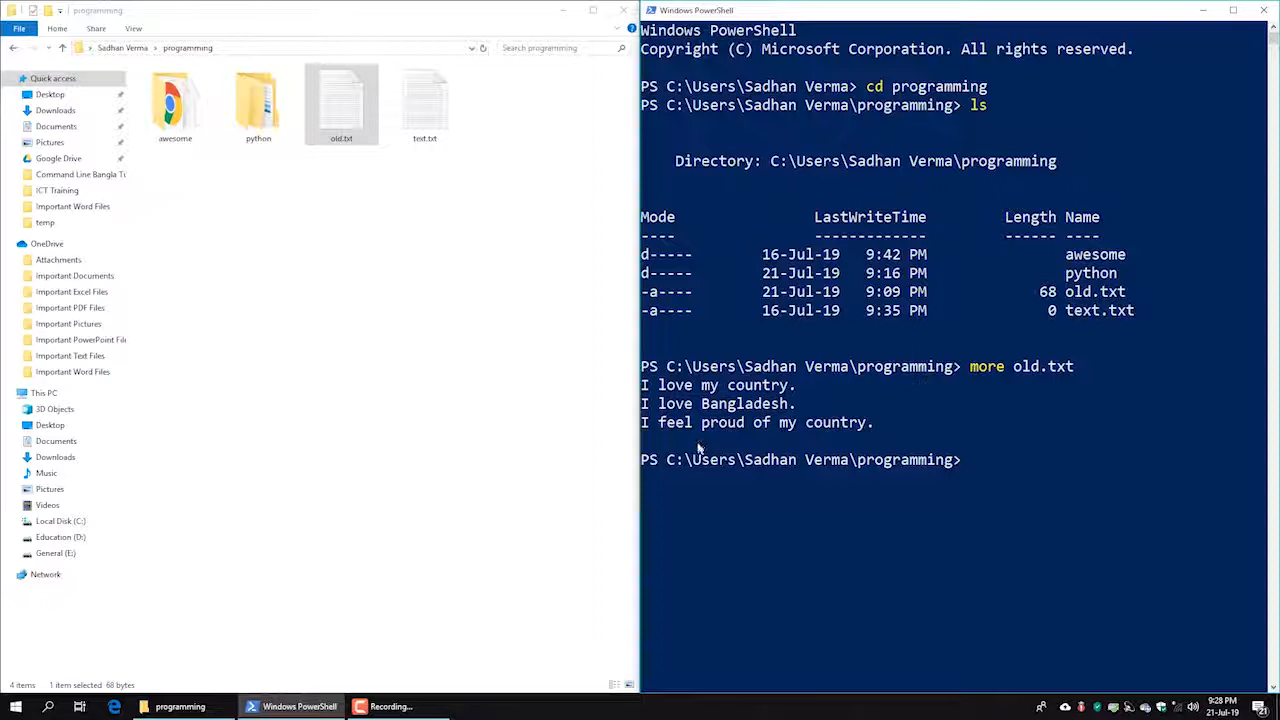 programming
File Home Share View
Sadhan Verma programming
Search programming
Quick access
Desktop
Downloads
Documents
Pictures
Google Drive
Command Line Bangla Tu
ICT Training
Important Word Files
temp
OneDrive
Attachments
Important Documents
Important Excel Files
Important PDF Files
Important Pictures
Important PowerPoint File
Important Text Files
Important Word Files
This PC
3D Objects
Desktop
Documents
Downloads
Music
Pictures
Videos
Local Disk (C:)
Education (D:)
General (E:)
Network
awesome python old.txt text.txt
4 items 1 item selected 68 bytes
Windows PowerShell
Windows PowerShell
Copyright (C) Microsoft Corporation. All rights reserved.
PS C:\Users\Sadhan Verma> cd programming
PS C:\Users\Sadhan Verma\programming> ls
Directory: C:\Users\Sadhan Verma\programming
Mode LastWriteTime Length Name
---- ------------- ------ ----
d----- 16-Jul-19 9:42 PM awesome
d----- 21-Jul-19 9:16 PM python
-a---- 21-Jul-19 9:09 PM 68 old.txt
-a---- 16-Jul-19 9:35 PM 0 text.txt
PS C:\Users\Sadhan Verma\programming> more old.txt
I love my country.
I love Bangladesh.
I feel proud of my country.
PS C:\Users\Sadhan Verma\programming>
programming Windows PowerShell Recording...
9:28 PM
21-Jul-19